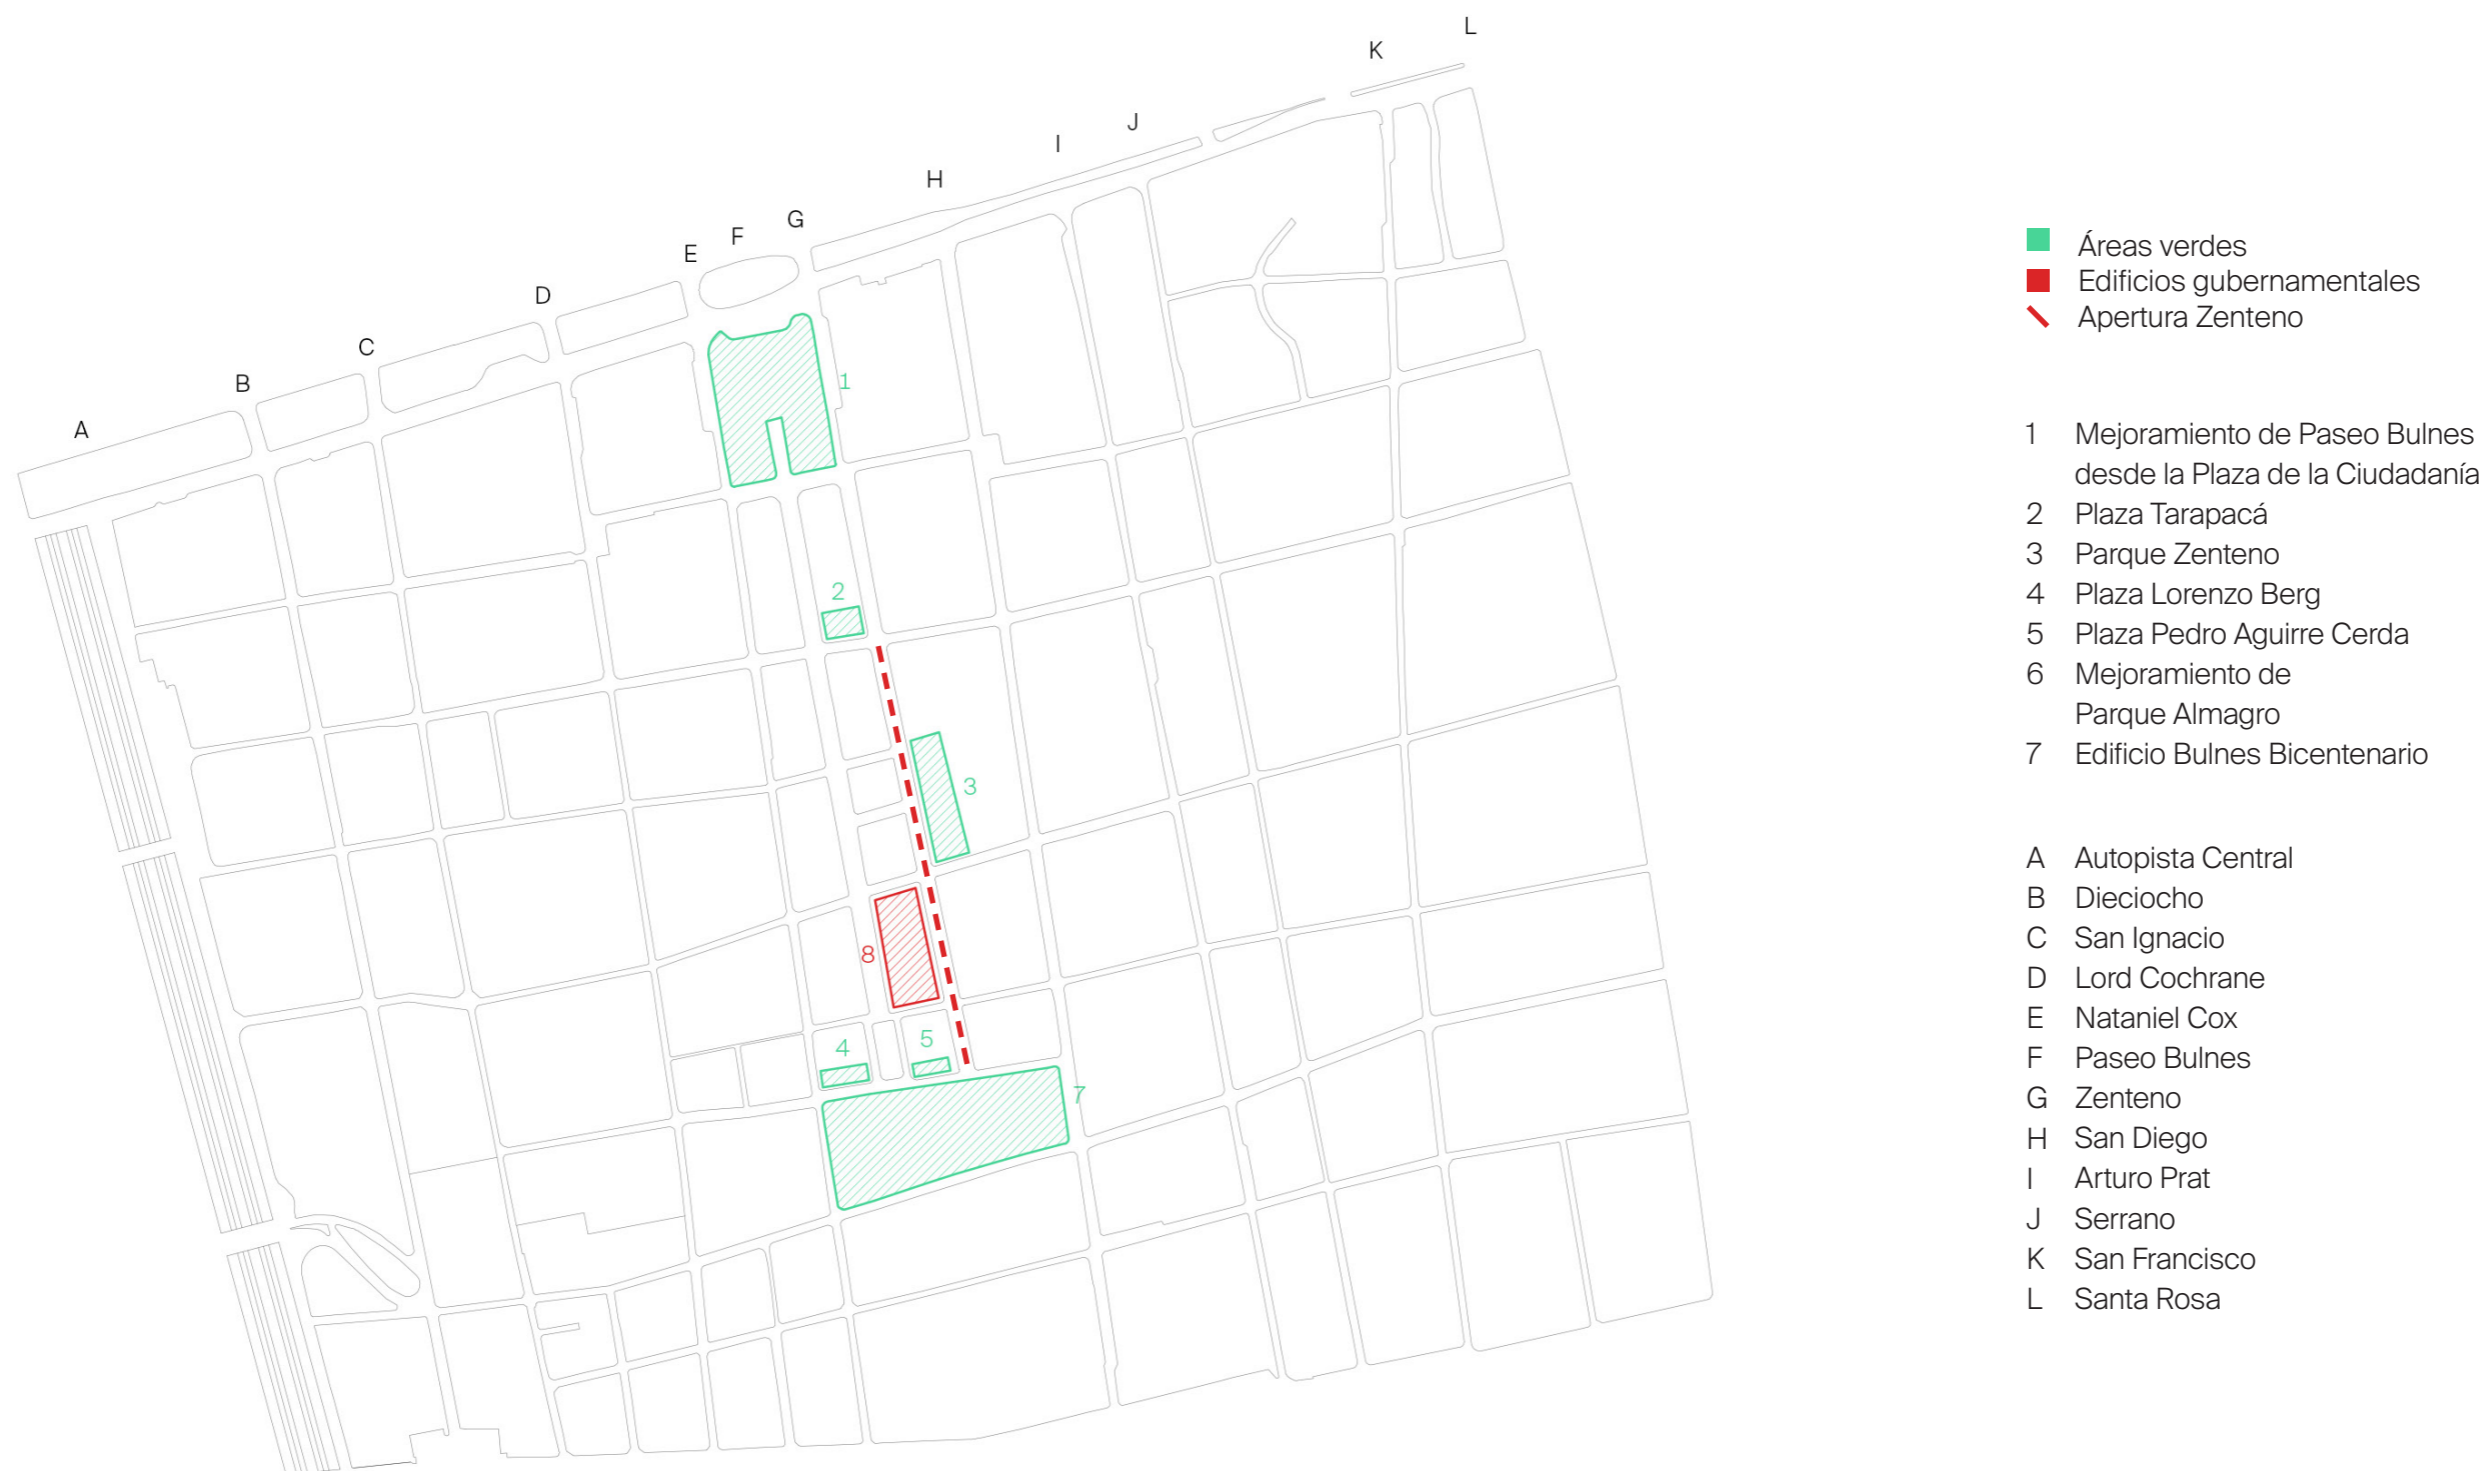 L
K
J
I
H
G
F
E
D
C
B
A
1
2
3
8
5
4
7
Áreas verdes
Edificios gubernamentales
Apertura Zenteno
1 Mejoramiento de Paseo Bulnes
desde la Plaza de la Ciudadanía
2 Plaza Tarapacá
3 Parque Zenteno
4 Plaza Lorenzo Berg
5 Plaza Pedro Aguirre Cerda
6 Mejoramiento de
Parque Almagro
7 Edificio Bulnes Bicentenario
A Autopista Central
B Dieciocho
C San Ignacio
D Lord Cochrane
E Nataniel Cox
F Paseo Bulnes
G Zenteno
H San Diego
I Arturo Prat
J Serrano
K San Francisco
L Santa Rosa